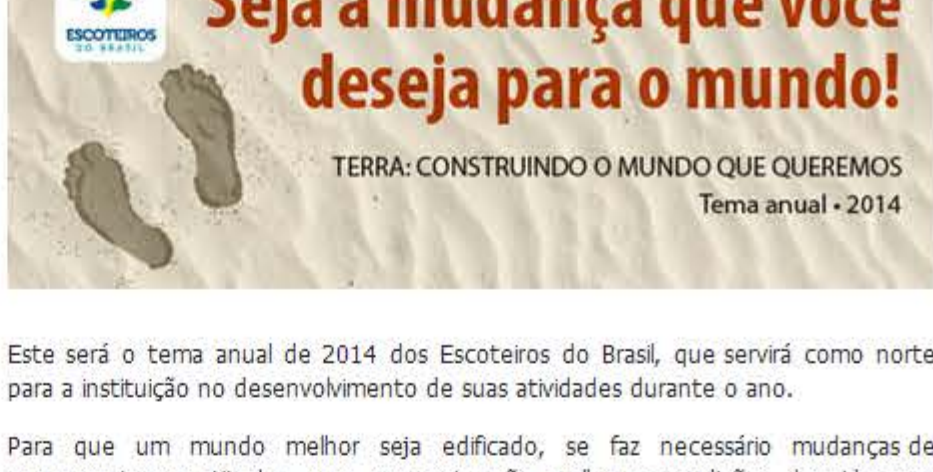 ESCOTEIROS
DO BRASIL
Seja a mudança que você
deseja para o mundo!
TERRA: CONSTRUINDO O MUNDO QUE QUEREMOS
Tema anual • 2014
Este será o tema anual de 2014 dos Escoteiros do Brasil, que servirá como norte
para a instituição no desenvolvimento de suas atividades durante o ano.
Para que um mundo melhor seja edificado, se faz necessário mudanças de